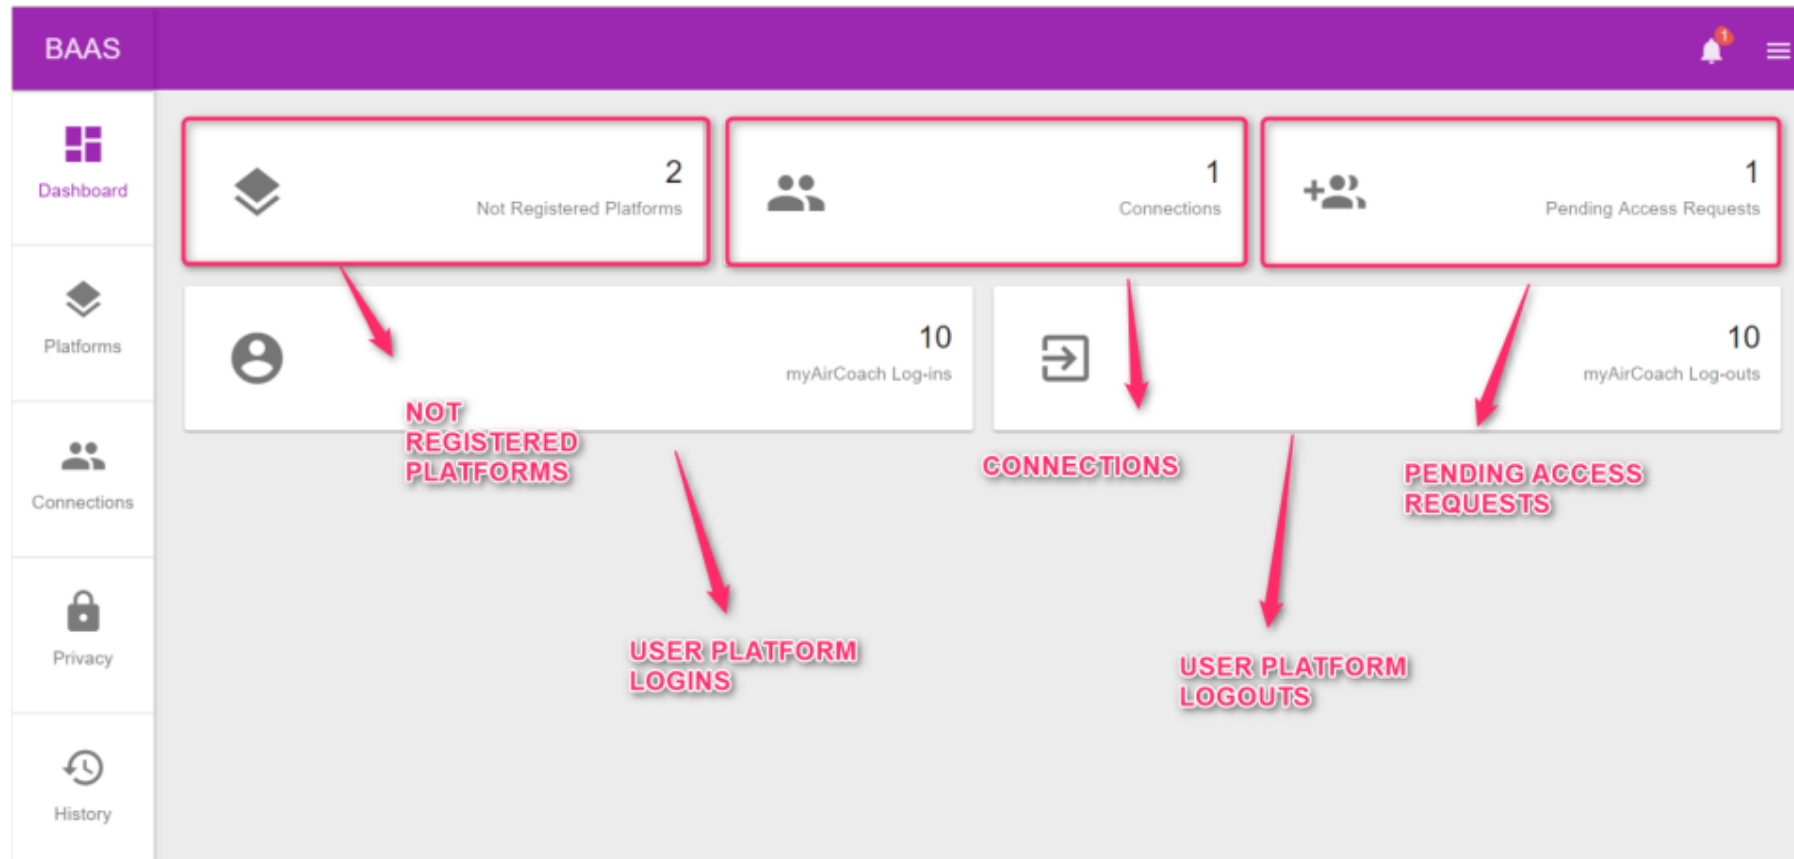 BAAS
1
Dashboard
2
Not Registered Platforms
1
Connections
1
Pending Access Requests
Platforms
10
myAirCoach Log-ins
10
myAirCoach Log-outs
NOT
REGISTERED
PLATFORMS
CONNECTIONS
PENDING ACCESS
REQUESTS
Connections
USER PLATFORM
LOGINS
USER PLATFORM
LOGOUTS
Privacy
History